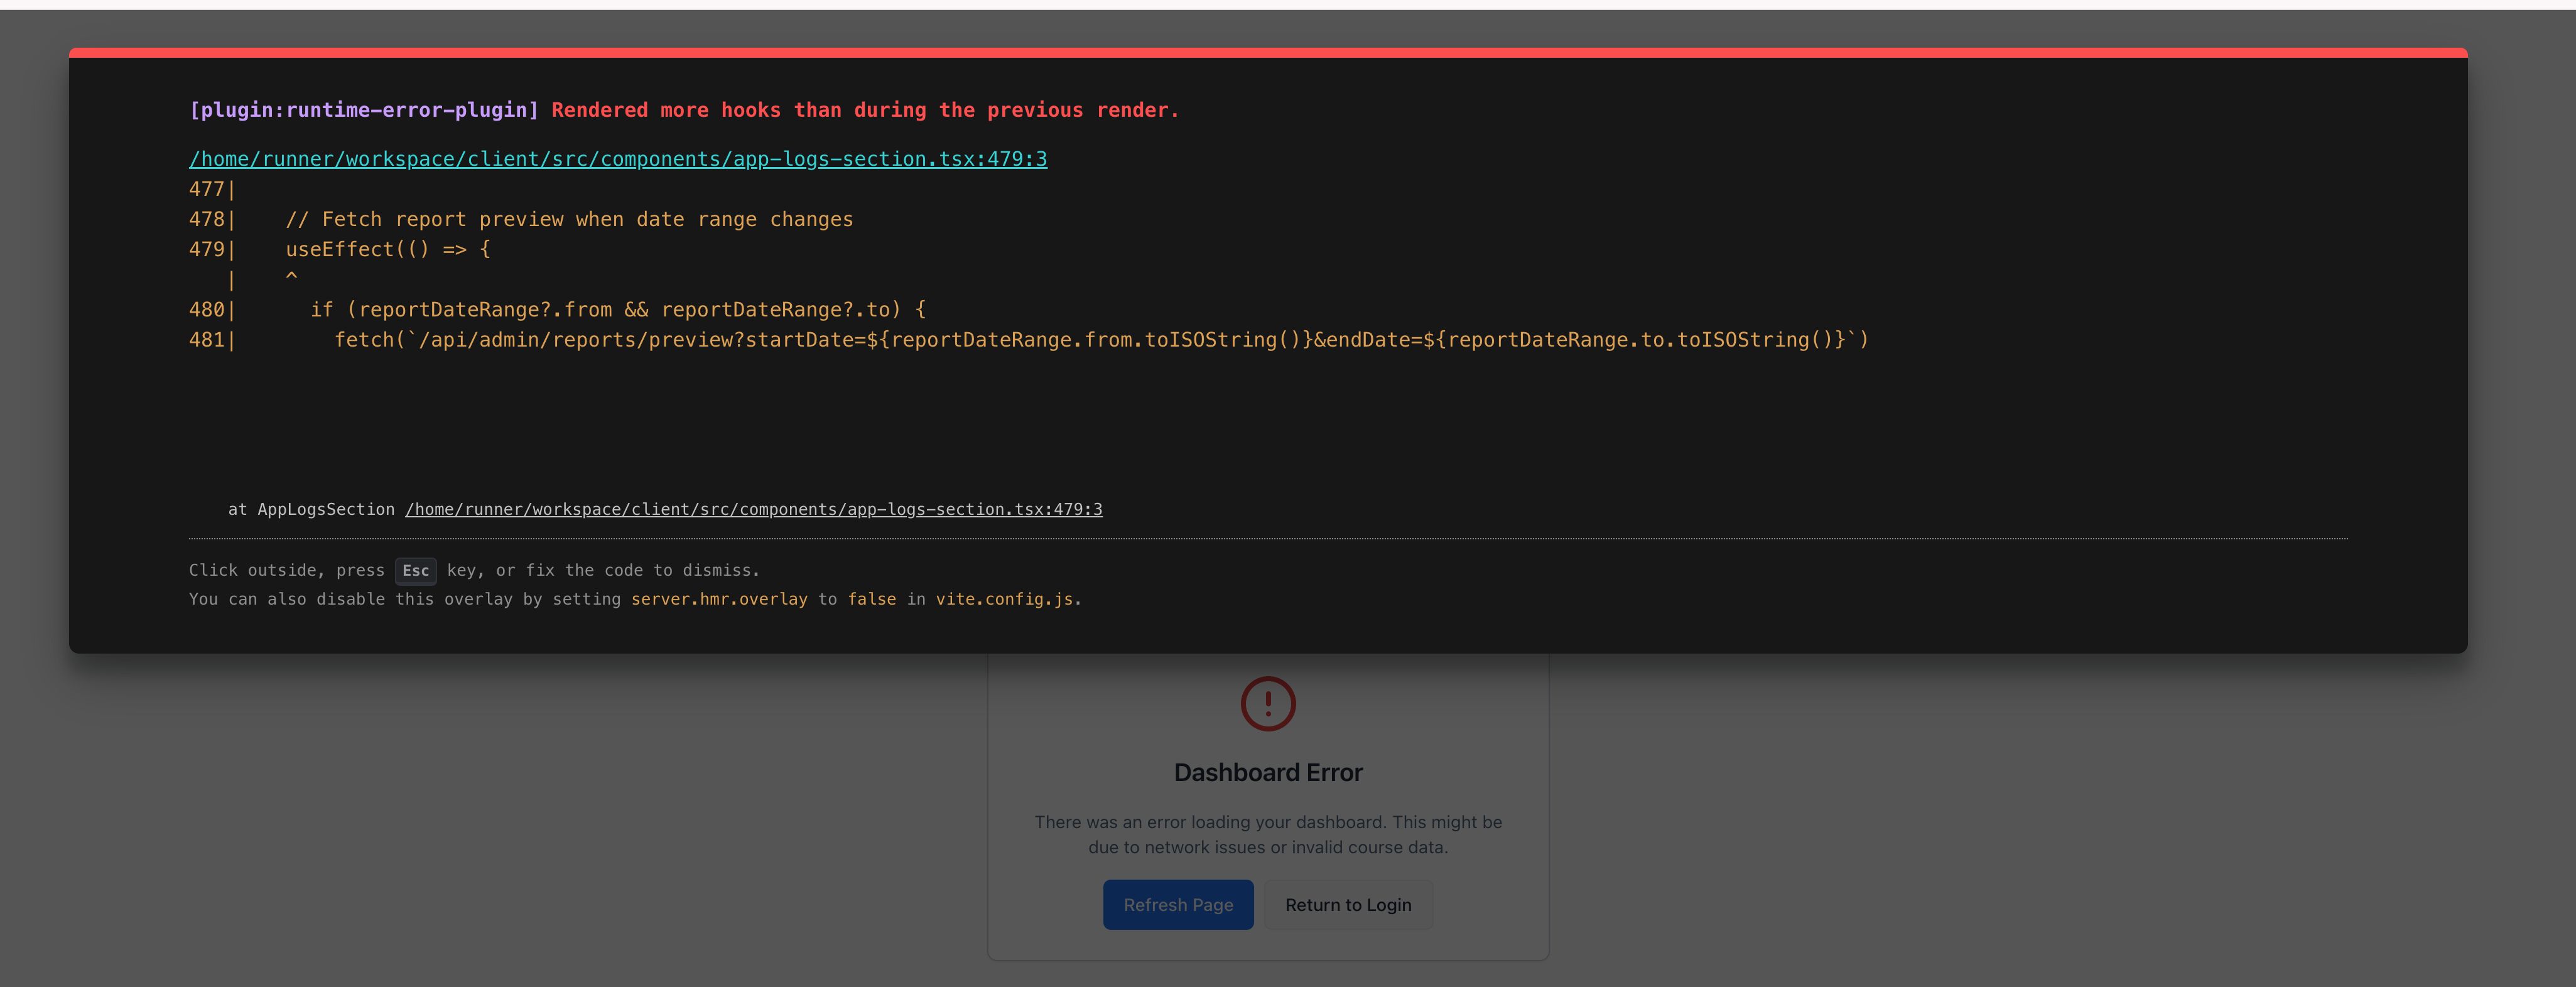 [plugin:runtime-error-plugin] Rendered more hooks than during the previous render.
/home/runner/workspace/client/src/components/app-logs-section.tsx:479:3
477|
478|    // Fetch report preview when date range changes
479|    useEffect(() => {
   |    ^
480|      if (reportDateRange?.from && reportDateRange?.to) {
481|        fetch(`/api/admin/reports/preview?startDate=${reportDateRange.from.toISOString()}&endDate=${reportDateRange.to.toISOString()}`)
at AppLogsSection /home/runner/workspace/client/src/components/app-logs-section.tsx:479:3
Click outside, press Esc key, or fix the code to dismiss.
You can also disable this overlay by setting server.hmr.overlay to false in vite.config.js.
Dashboard Error
There was an error loading your dashboard. This might be
due to network issues or invalid course data.
Refresh Page Return to Login